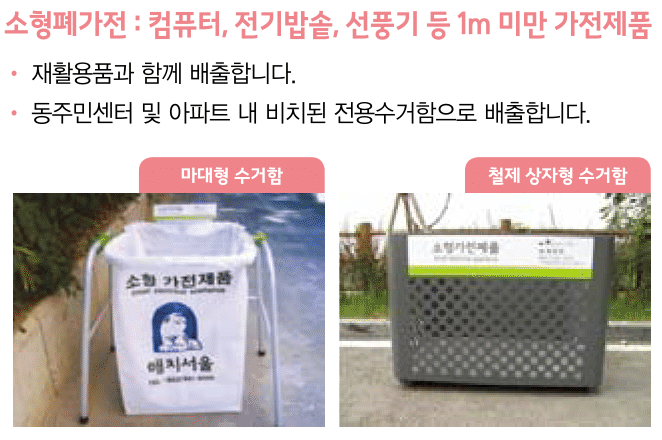 소형폐가전 : 컴퓨터, 전기밥솥, 선풍기 등 1m 미만 가전제품
• 재활용품과 함께 배출합니다.
• 동주민센터 및 아파트 내 비치된 전용수거함으로 배출합니다.
마대형 수거함
철제 상자형 수거함
소형 가전제품
에치서울
소형가전제품